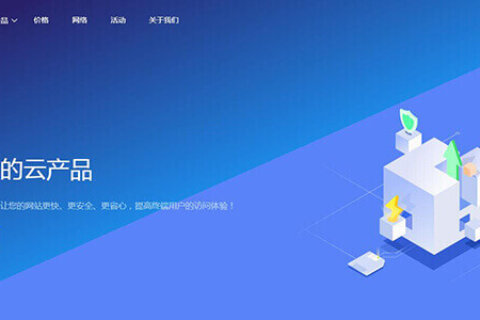 品 价格 网络 活动 关于我们
的云产品
让您的网站更快、更安全、更省心，提高终端用户的访问体验！